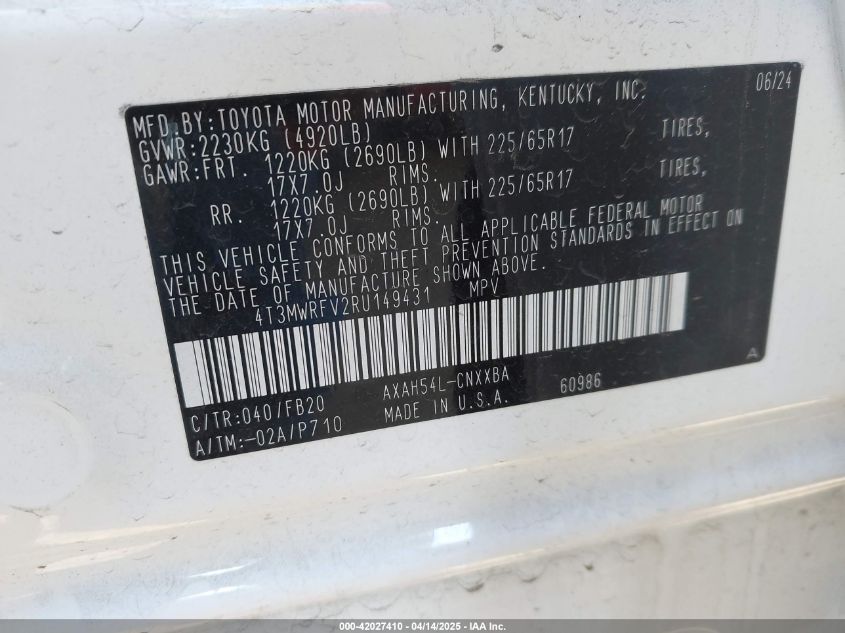 06/24
MFD.BY:TOYOTA MOTOR MANUFACTURING, KENTUCKY, INC.
GVWR:2230KG (4920LB)
GAWR:FRT. 1220KG (2690LB) WITH 225/65R17 TIRES,
17X7.0J RIMS.
RR. 1220KG (2690LB) WITH 225/65R17 TIRES,
17X7.0J RIMS.
THIS VEHICLE CONFORMS TO ALL APPLICABLE FEDERAL MOTOR
VEHICLE SAFETY AND THEFT PREVENTION STANDARDS IN EFFECT ON
THE DATE OF MANUFACTURE SHOWN ABOVE.
4T3MWRFV2RU149431 MPV
C/TR:040/FB20 AXAH54L-CNXXBA 60986 A
A/TM:-02A/P710 MADE IN U.S.A.
000-42027410 - 04/14/2025 - IAA Inc.